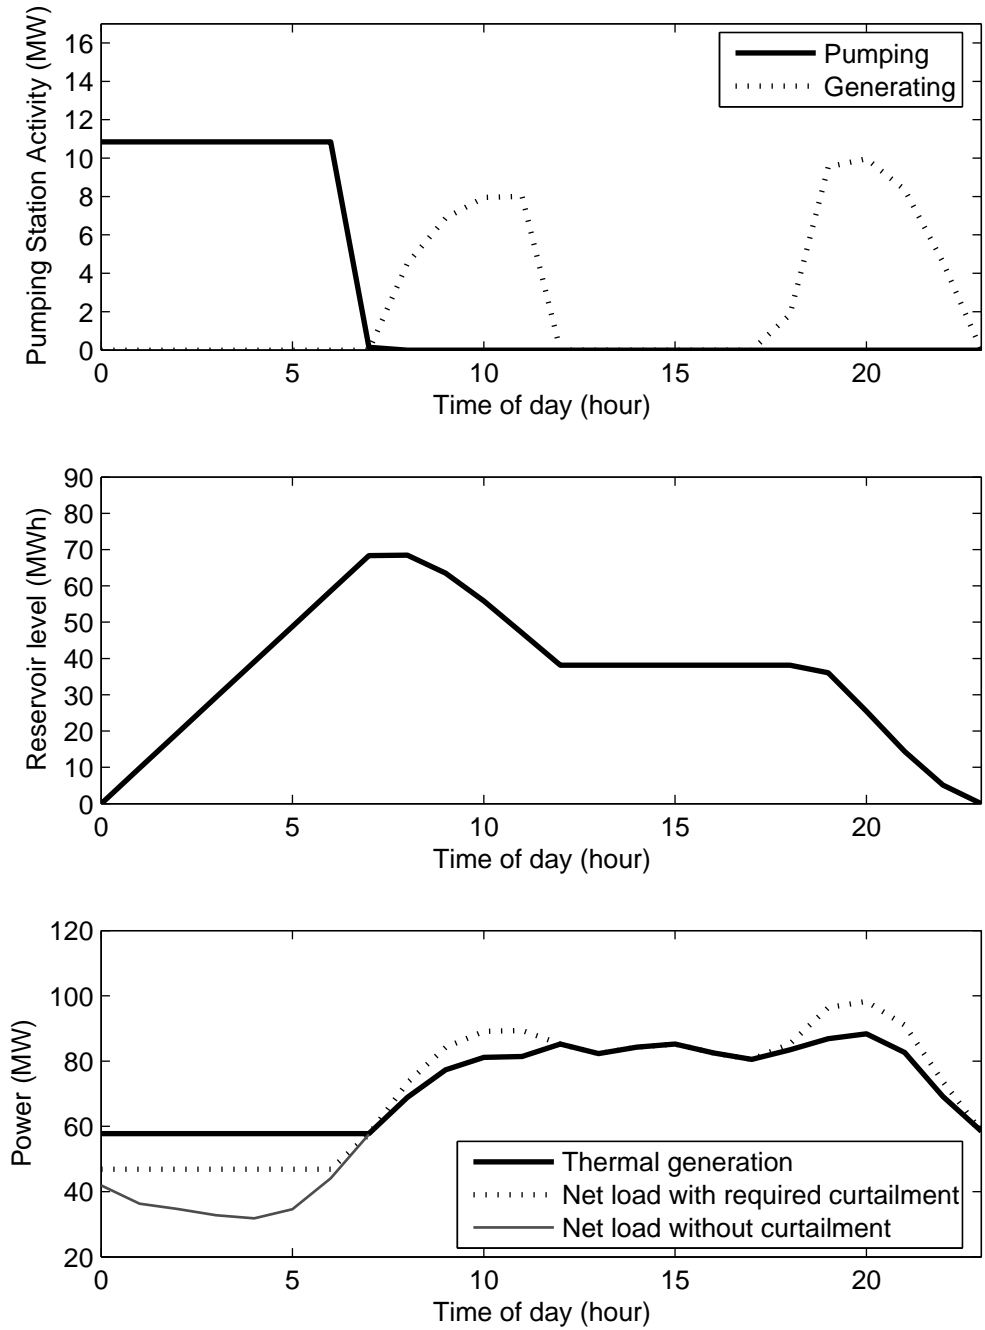 Pumping Station Activity (MW)
16
14
12
10
8
6
4
2
0
Pumping
Generating
0 5 10 15 20
Time of day (hour)
Reservoir level (MWh)
90
80
70
60
50
40
30
20
10
0
0 5 10 15 20
Time of day (hour)
Power (MW)
120
100
80
60
40
20
Thermal generation
Net load with required curtailment
Net load without curtailment
0 5 10 15 20
Time of day (hour)